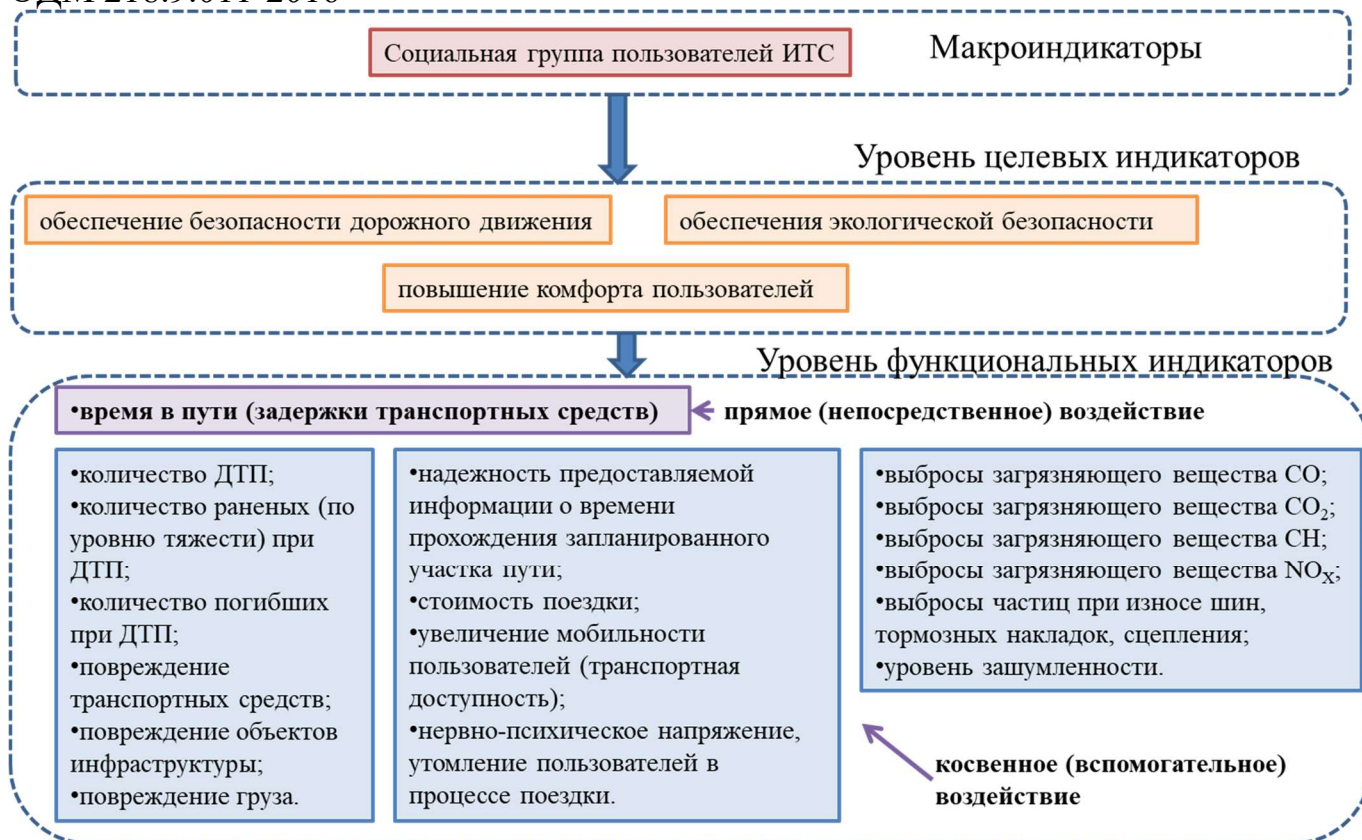 ОДМ 218.9.011-2016
Социальная группа пользователей ИТС
Макроиндикаторы
Уровень целевых индикаторов
обеспечение безопасности дорожного движения
обеспечения экологической безопасности
повышение комфорта пользователей
Уровень функциональных индикаторов
•время в пути (задержки транспортных средств)
прямое (непосредственное) воздействие
•количество ДТП;
•количество раненых (по
уровню тяжести) при
ДТП;
•количество погибших
при ДТП;
•повреждение
транспортных средств;
•повреждение объектов
инфраструктуры;
•повреждение груза.
•надежность предоставляемой
информации о времени
прохождения запланированного
участка пути;
•стоимость поездки;
•увеличение мобильности
пользователей (транспортная
доступность);
•нервно-психическое напряжение,
утомление пользователей в
процессе поездки.
•выбросы загрязняющего вещества CO;
•выбросы загрязняющего вещества CO₂;
•выбросы загрязняющего вещества CH;
•выбросы загрязняющего вещества NOX;
•выбросы частиц при износе шин,
тормозных накладок, сцепления;
•уровень зашумленности.
косвенное (вспомогательное)
воздействие